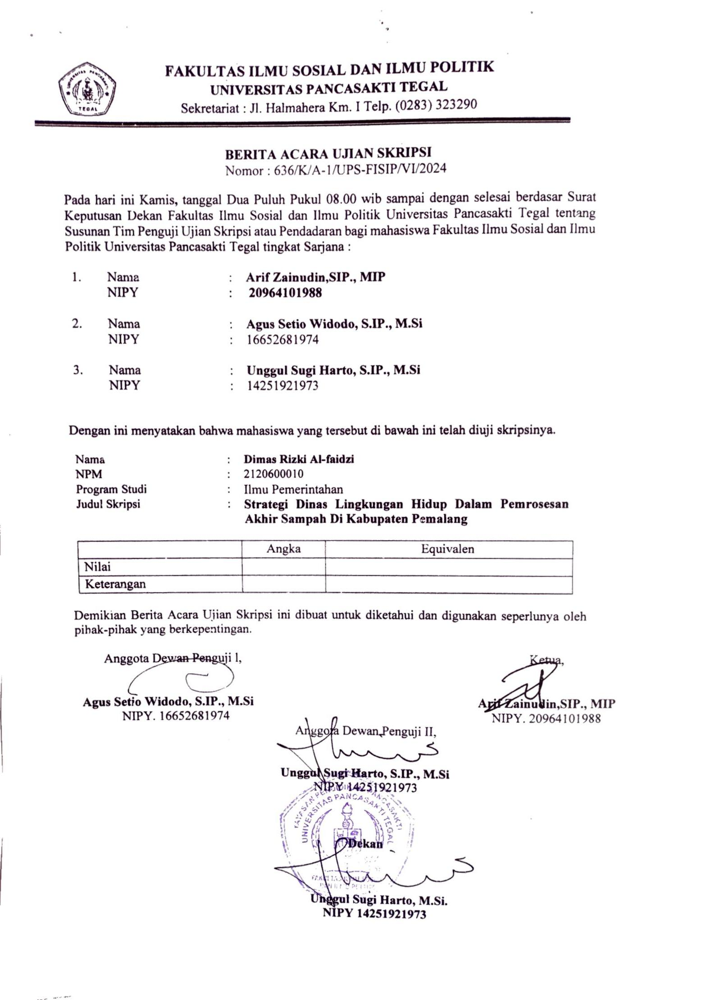 UNIVERSITAS PANCASAKTI
TEGAL
FAKULTAS ILMU SOSIAL DAN ILMU POLITIK
UNIVERSITAS PANCASAKTI TEGAL
Sekretariat : Jl. Halmahera Km. I Telp. (0283) 323290
BERITA ACARA UJIAN SKRIPSI
Nomor : 636/K/A-1/UPS-FISIP/VI/2024
Pada hari ini Kamis, tanggal Dua Puluh Pukul 08.00 wib sampai dengan selesai berdasar Surat
Keputusan Dekan Fakultas Ilmu Sosial dan Ilmu Politik Universitas Pancasakti Tegal tentang
Susunan Tim Penguji Ujian Skripsi atau Pendadaran bagi mahasiswa Fakultas Ilmu Sosial dan Ilmu
Politik Universitas Pancasakti Tegal tingkat Sarjana :
1. Nama : Arif Zainudin,SIP., MIP
NIPY : 20964101988
2. Nama : Agus Setio Widodo, S.IP., M.Si
NIPY : 16652681974
3. Nama : Unggul Sugi Harto, S.IP., M.Si
NIPY : 14251921973
Dengan ini menyatakan bahwa mahasiswa yang tersebut di bawah ini telah diuji skripsinya.
Nama : Dimas Rizki Al-faidzi
NPM : 2120600010
Program Studi : Ilmu Pemerintahan
Judul Skripsi : Strategi Dinas Lingkungan Hidup Dalam Pemrosesan
Akhir Sampah Di Kabupaten Pemalang
Angka Equivalen
Nilai
Keterangan
Demikian Berita Acara Ujian Skripsi ini dibuat untuk diketahui dan digunakan seperlunya oleh
pihak-pihak yang berkepentingan.
Anggota Dewan Penguji I,
Ketua,
Agus Setio Widodo, S.IP., M.Si
NIPY. 16652681974
Arif Zainudin,SIP., MIP
NIPY. 20964101988
Anggota Dewan Penguji II,
Unggul Sugi Harto, S.IP., M.Si
NIPY 14251921973
YAYASAN PENDIDIKAN PANCASAKTI
UNIVERSITAS PANCASAKTI TEGAL
Dekan
Unggul Sugi Harto, M.Si.
NIPY 14251921973